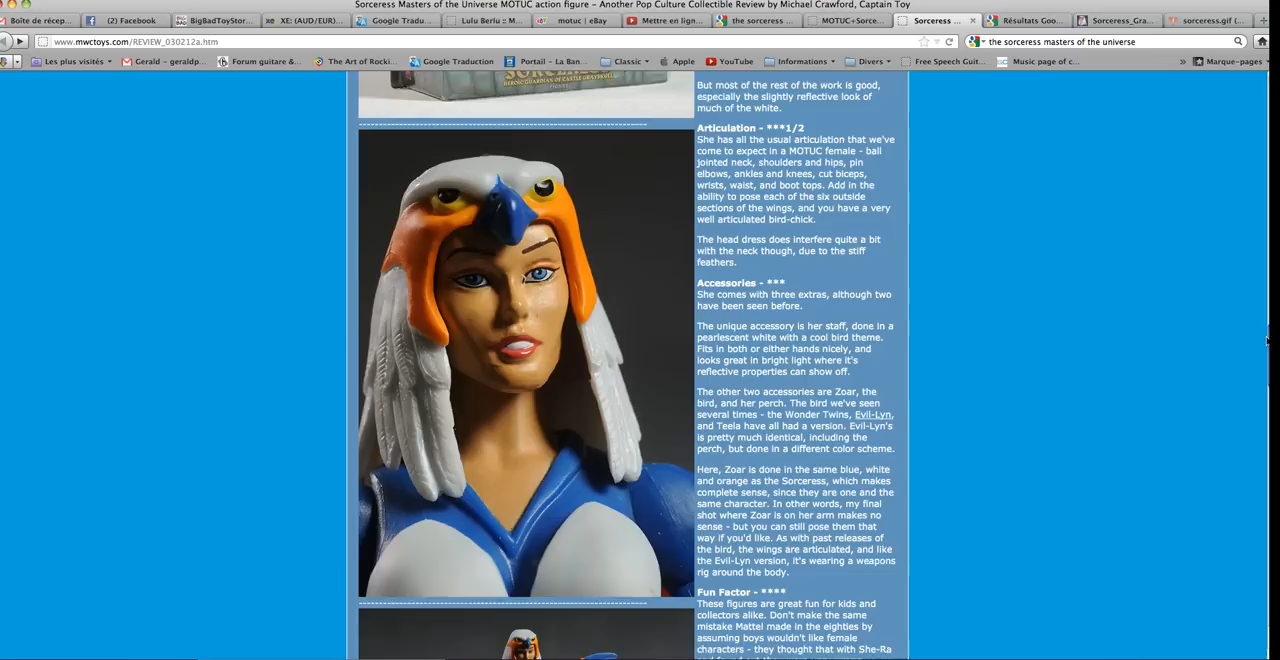 Sorceress Masters of the Universe MOTUC action figure – Another Pop Culture Collectible Review by Michael Crawford, Captain Toy
Boîte de récep... (2) Facebook BigBadToyStor... XE: (AUD/EUR)... Google Tradu... Lulu Berlu :: M... motuc | eBay Mettre en lign... the sorceress ... MOTUC+Sorce... Sorceress ... Résultats Goo... Sorceress_Gra... sorceress.gif (...
www.mwctoys.com/REVIEW_030212a.htm
the sorceress masters of the universe
Les plus visités Gmail – Gerald – geraldp... Forum guitare &... The Art of Rocki... Google Traduction Portail – La Ban... Classic Apple YouTube Informations Divers Free Speech Guit... Music page of c... » Marque-pages
SORCERESS
HEROIC GUARDIAN OF CASTLE GRAYSKULL
FIGURE
But most of the rest of the work is good,
especially the slightly reflective look of
much of the white.
Articulation - ***1/2
She has all the usual articulation that we've
come to expect in a MOTUC female - ball
jointed neck, shoulders and hips, pin
elbows, ankles and knees, cut biceps,
wrists, waist, and boot tops. Add in the
ability to pose each of the six outside
sections of the wings, and you have a very
well articulated bird-chick.
The head dress does interfere quite a bit
with the neck though, due to the stiff
feathers.
Accessories - ***
She comes with three extras, although two
have been seen before.
The unique accessory is her staff, done in a
pearlescent white with a cool bird theme.
Fits in both or either hands nicely, and
looks great in bright light where it's
reflective properties can show off.
The other two accessories are Zoar, the
bird, and her perch. The bird we've seen
several times - the Wonder Twins, Evil-Lyn,
and Teela have all had a version. Evil-Lyn's
is pretty much identical, including the
perch, but done in a different color scheme.
Here, Zoar is done in the same blue, white
and orange as the Sorceress, which makes
complete sense, since they are one and the
same character. In other words, my final
shot where Zoar is on her arm makes no
sense - but you can still pose them that
way if you'd like. As with past releases of
the bird, the wings are articulated, and like
the Evil-Lyn version, it's wearing a weapons
rig around the body.
Fun Factor - ****
These figures are great fun for kids and
collectors alike. Don't make the same
mistake Mattel made in the eighties by
assuming boys wouldn't like female
characters - they thought that with She-Ra